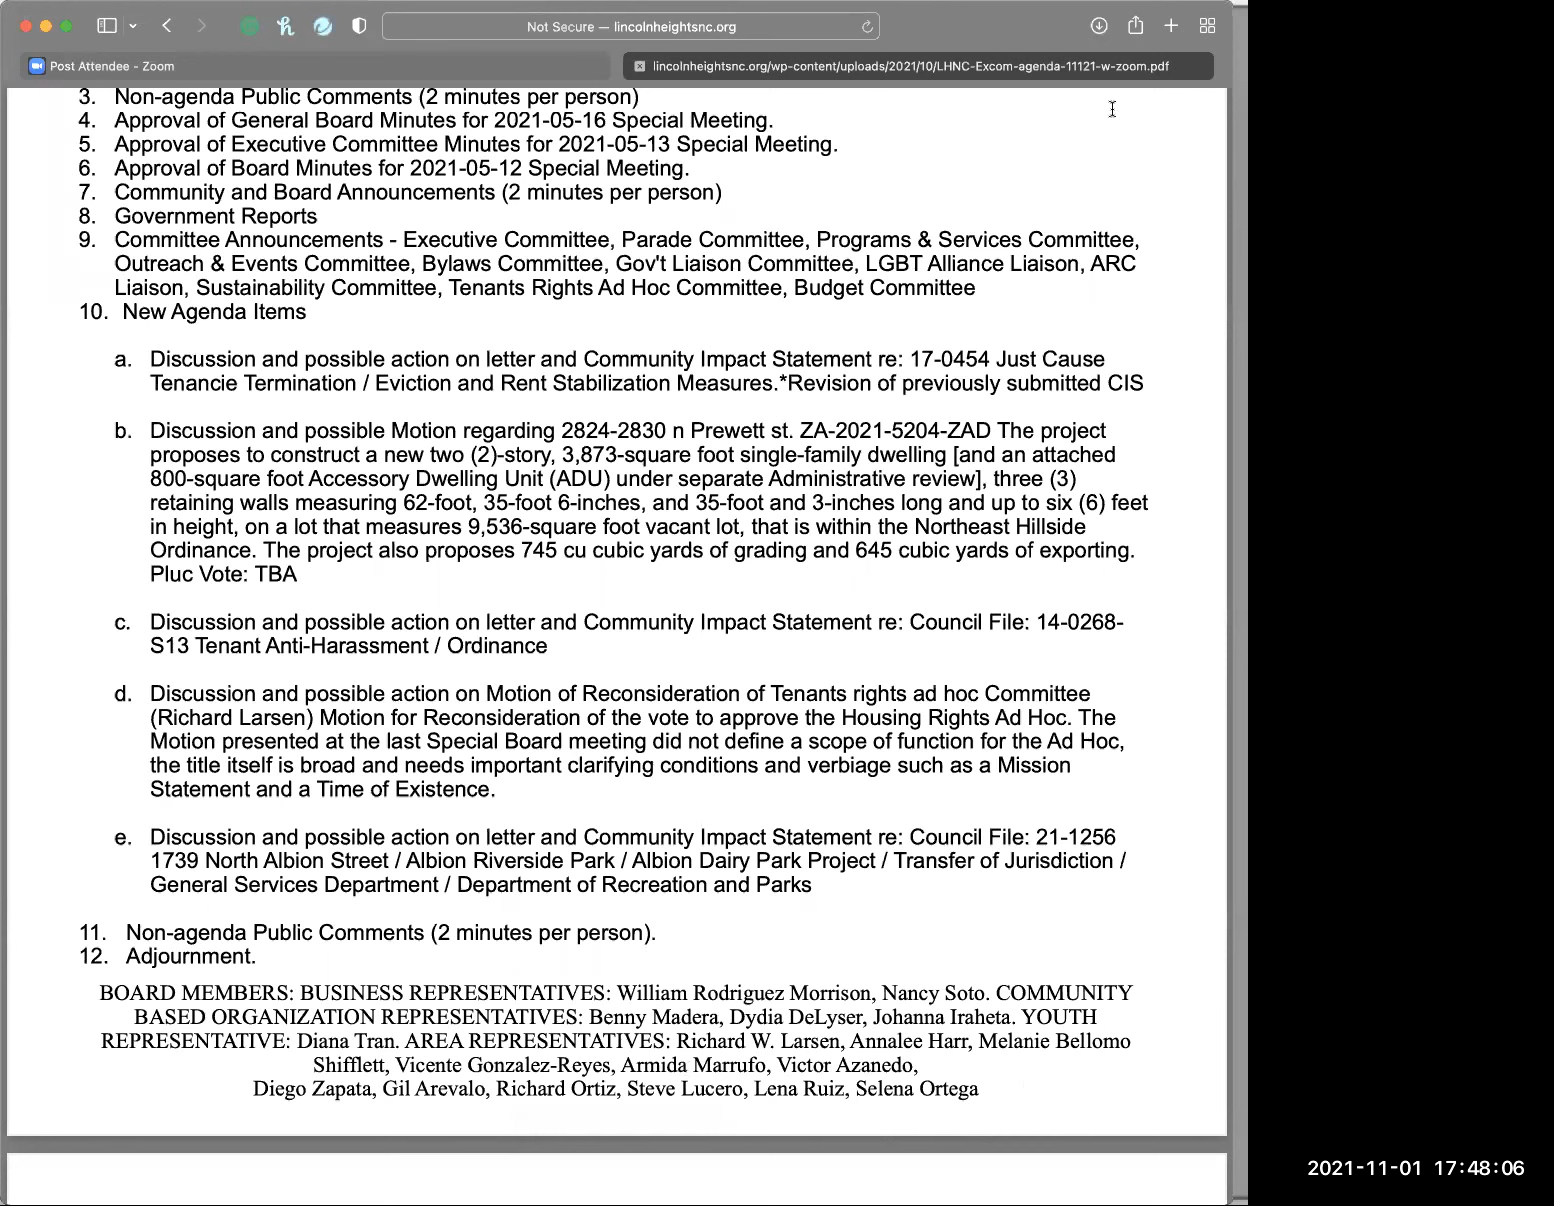 Not Secure — lincolnheightsnc.org
Post Attendee - Zoom
lincolnheightsnc.org/wp-content/uploads/2021/10/LHNC-Excom-agenda-11121-w-zoom.pdf
3. Non-agenda Public Comments (2 minutes per person)
4. Approval of General Board Minutes for 2021-05-16 Special Meeting.
5. Approval of Executive Committee Minutes for 2021-05-13 Special Meeting.
6. Approval of Board Minutes for 2021-05-12 Special Meeting.
7. Community and Board Announcements (2 minutes per person)
8. Government Reports
9. Committee Announcements - Executive Committee, Parade Committee, Programs & Services Committee,
Outreach & Events Committee, Bylaws Committee, Gov't Liaison Committee, LGBT Alliance Liaison, ARC
Liaison, Sustainability Committee, Tenants Rights Ad Hoc Committee, Budget Committee
10. New Agenda Items
a. Discussion and possible action on letter and Community Impact Statement re: 17-0454 Just Cause
Tenancie Termination / Eviction and Rent Stabilization Measures.*Revision of previously submitted CIS
b. Discussion and possible Motion regarding 2824-2830 n Prewett st. ZA-2021-5204-ZAD The project
proposes to construct a new two (2)-story, 3,873-square foot single-family dwelling [and an attached
800-square foot Accessory Dwelling Unit (ADU) under separate Administrative review], three (3)
retaining walls measuring 62-foot, 35-foot 6-inches, and 35-foot and 3-inches long and up to six (6) feet
in height, on a lot that measures 9,536-square foot vacant lot, that is within the Northeast Hillside
Ordinance. The project also proposes 745 cu cubic yards of grading and 645 cubic yards of exporting.
Pluc Vote: TBA
c. Discussion and possible action on letter and Community Impact Statement re: Council File: 14-0268-
S13 Tenant Anti-Harassment / Ordinance
d. Discussion and possible action on Motion of Reconsideration of Tenants rights ad hoc Committee
(Richard Larsen) Motion for Reconsideration of the vote to approve the Housing Rights Ad Hoc. The
Motion presented at the last Special Board meeting did not define a scope of function for the Ad Hoc,
the title itself is broad and needs important clarifying conditions and verbiage such as a Mission
Statement and a Time of Existence.
e. Discussion and possible action on letter and Community Impact Statement re: Council File: 21-1256
1739 North Albion Street / Albion Riverside Park / Albion Dairy Park Project / Transfer of Jurisdiction /
General Services Department / Department of Recreation and Parks
11. Non-agenda Public Comments (2 minutes per person).
12. Adjournment.
BOARD MEMBERS: BUSINESS REPRESENTATIVES: William Rodriguez Morrison, Nancy Soto. COMMUNITY
BASED ORGANIZATION REPRESENTATIVES: Benny Madera, Dydia DeLyser, Johanna Iraheta. YOUTH
REPRESENTATIVE: Diana Tran. AREA REPRESENTATIVES: Richard W. Larsen, Annalee Harr, Melanie Bellomo
Shifflett, Vicente Gonzalez-Reyes, Armida Marrufo, Victor Azanedo,
Diego Zapata, Gil Arevalo, Richard Ortiz, Steve Lucero, Lena Ruiz, Selena Ortega
2021-11-01 17:48:06